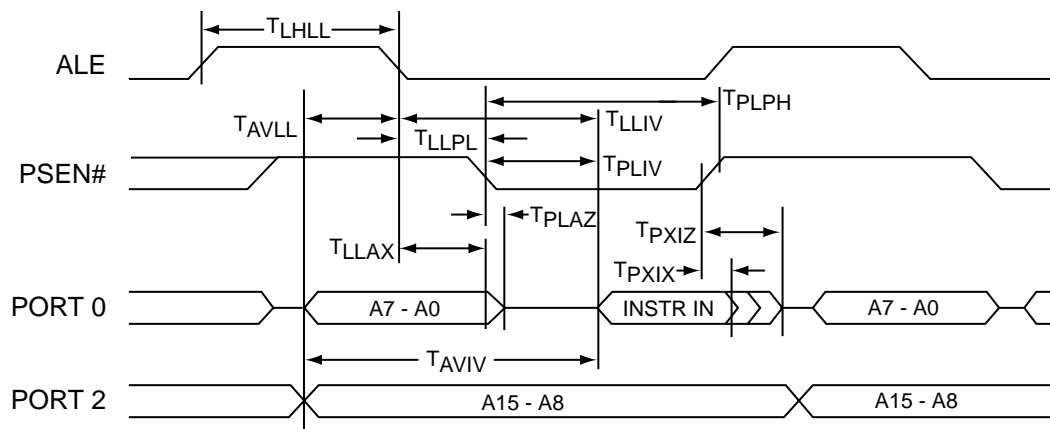 TLHLL
ALE
TPLPH
TAVLL
TLLIV
TLLPL
PSEN#
TPLIV
TPLAZ
TLLAX
TPXIZ
TPXIX
PORT 0
A7 - A0
INSTR IN
A7 - A0
TAVIV
PORT 2
A15 - A8
A15 - A8